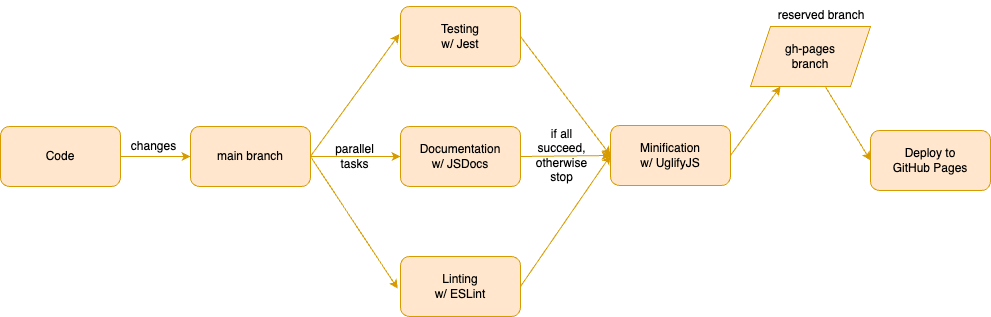 Code
changes
main branch
parallel
tasks
Testing
w/ Jest
Documentation
w/ JSDocs
Linting
w/ ESLint
if all
succeed,
otherwise
stop
Minification
w/ UglifyJS
reserved branch
gh-pages
branch
Deploy to
GitHub Pages